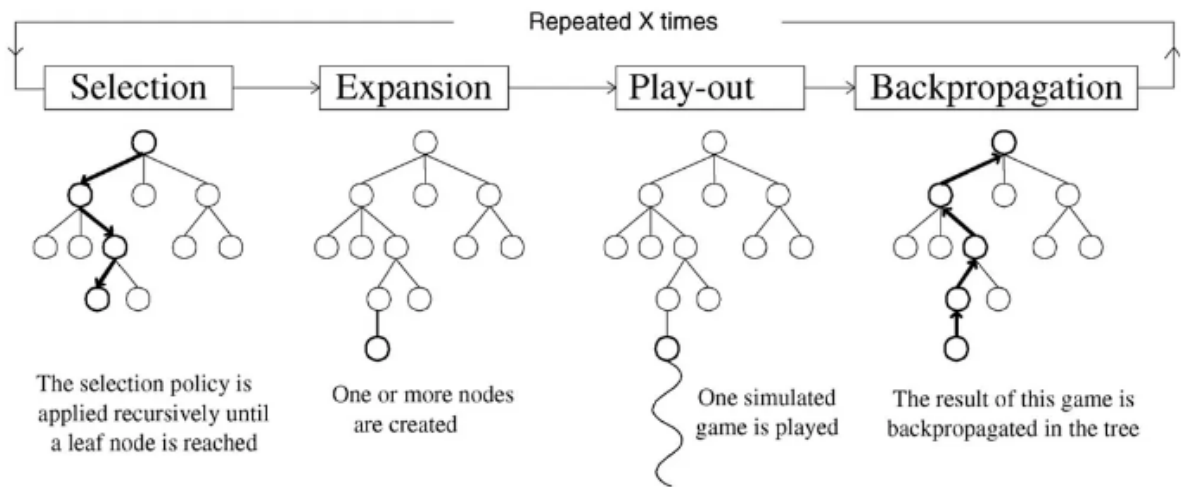 Repeated X times
Selection
Expansion
Play-out
Backpropagation
The selection policy is
applied recursively until
a leaf node is reached
One or more nodes
are created
One simulated
game is played
The result of this game is
backpropagated in the tree